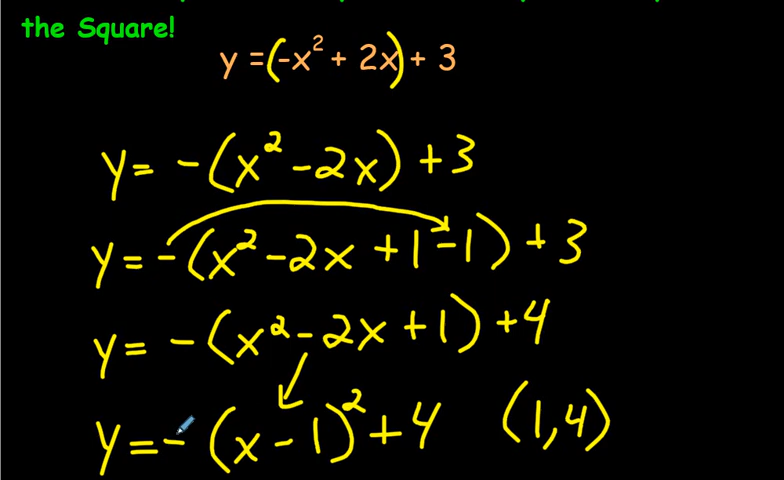 the Square!
y =(-x² + 2x) + 3
y = -(x² - 2x) + 3
y = -(x² - 2x + 1 - 1) + 3
y = -(x² - 2x + 1) + 4
y = -(x - 1)² + 4 (1, 4)